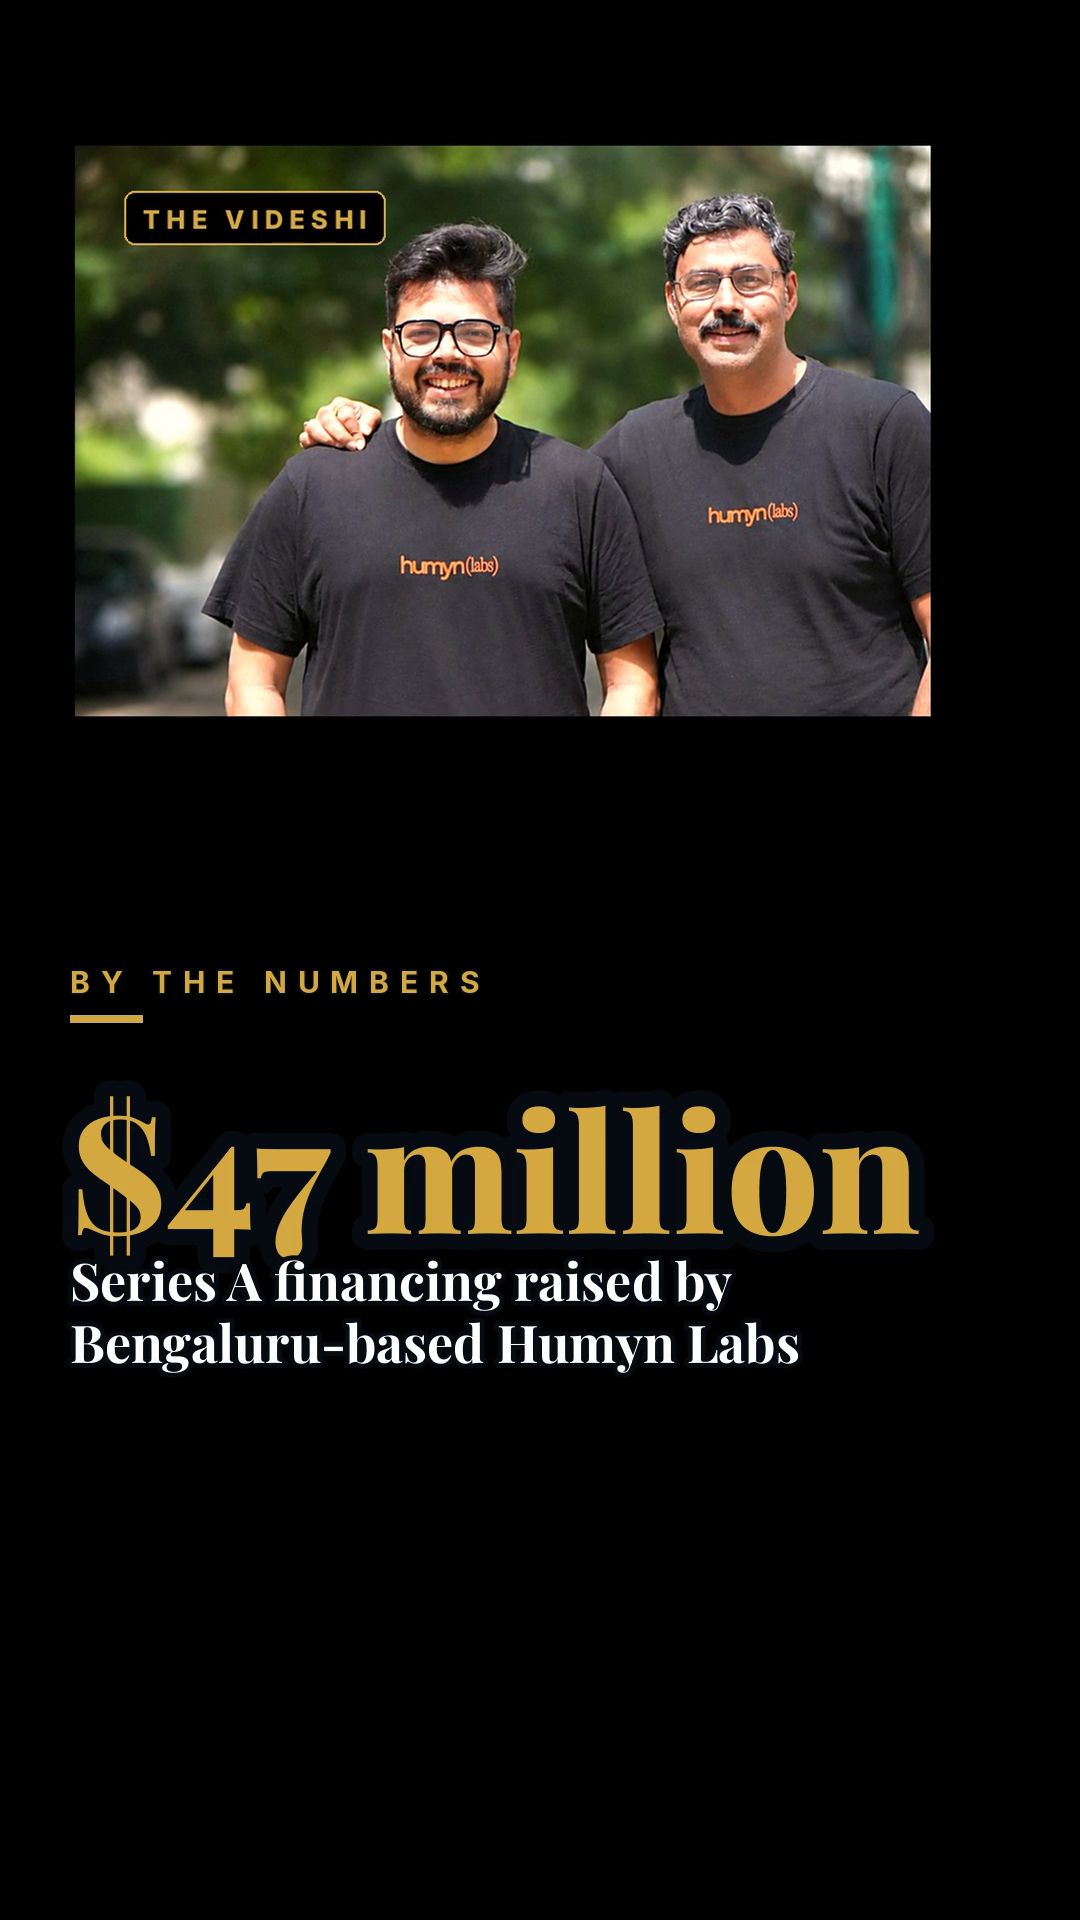 THE VIDESHI
humyn(labs)
humyn(labs)
BY THE NUMBERS
$47 million
Series A financing raised by
Bengaluru-based Humyn Labs